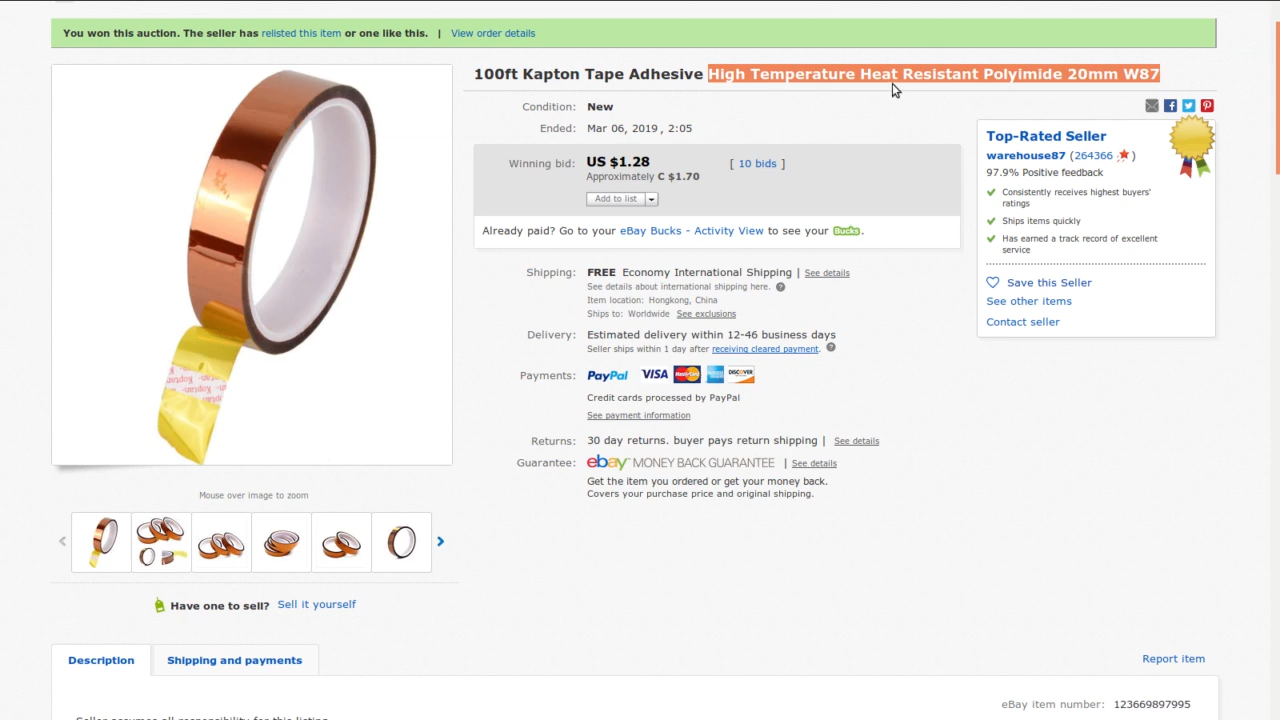 You won this auction. The seller has relisted this item or one like this. | View order details
100ft Kapton Tape Adhesive High Temperature Heat Resistant Polyimide 20mm W87
Condition: New
Ended: Mar 06, 2019 , 2:05
Winning bid: US $1.28 [ 10 bids ]
Approximately C $1.70
Add to list
Already paid? Go to your eBay Bucks - Activity View to see your Bucks.
Shipping: FREE Economy International Shipping | See details
See details about international shipping here. ?
Item location: Hongkong, China
Ships to: Worldwide See exclusions
Delivery: Estimated delivery within 12-46 business days
Seller ships within 1 day after receiving cleared payment. ?
Payments: PayPal VISA MasterCard DISCOVER
Credit cards processed by PayPal
See payment information
Returns: 30 day returns. buyer pays return shipping | See details
Guarantee: ebay MONEY BACK GUARANTEE | See details
Get the item you ordered or get your money back.
Covers your purchase price and original shipping.
Top-Rated Seller
warehouse87 (264366 )
97.9% Positive feedback
Consistently receives highest buyers'
ratings
Ships items quickly
Has earned a track record of excellent
service
Save this Seller
See other items
Contact seller
Kaptan
Mouse over image to zoom
Have one to sell? Sell it yourself
Description
Shipping and payments
Report item
eBay item number: 123669897995
Seller assumes all responsibility for this listing.